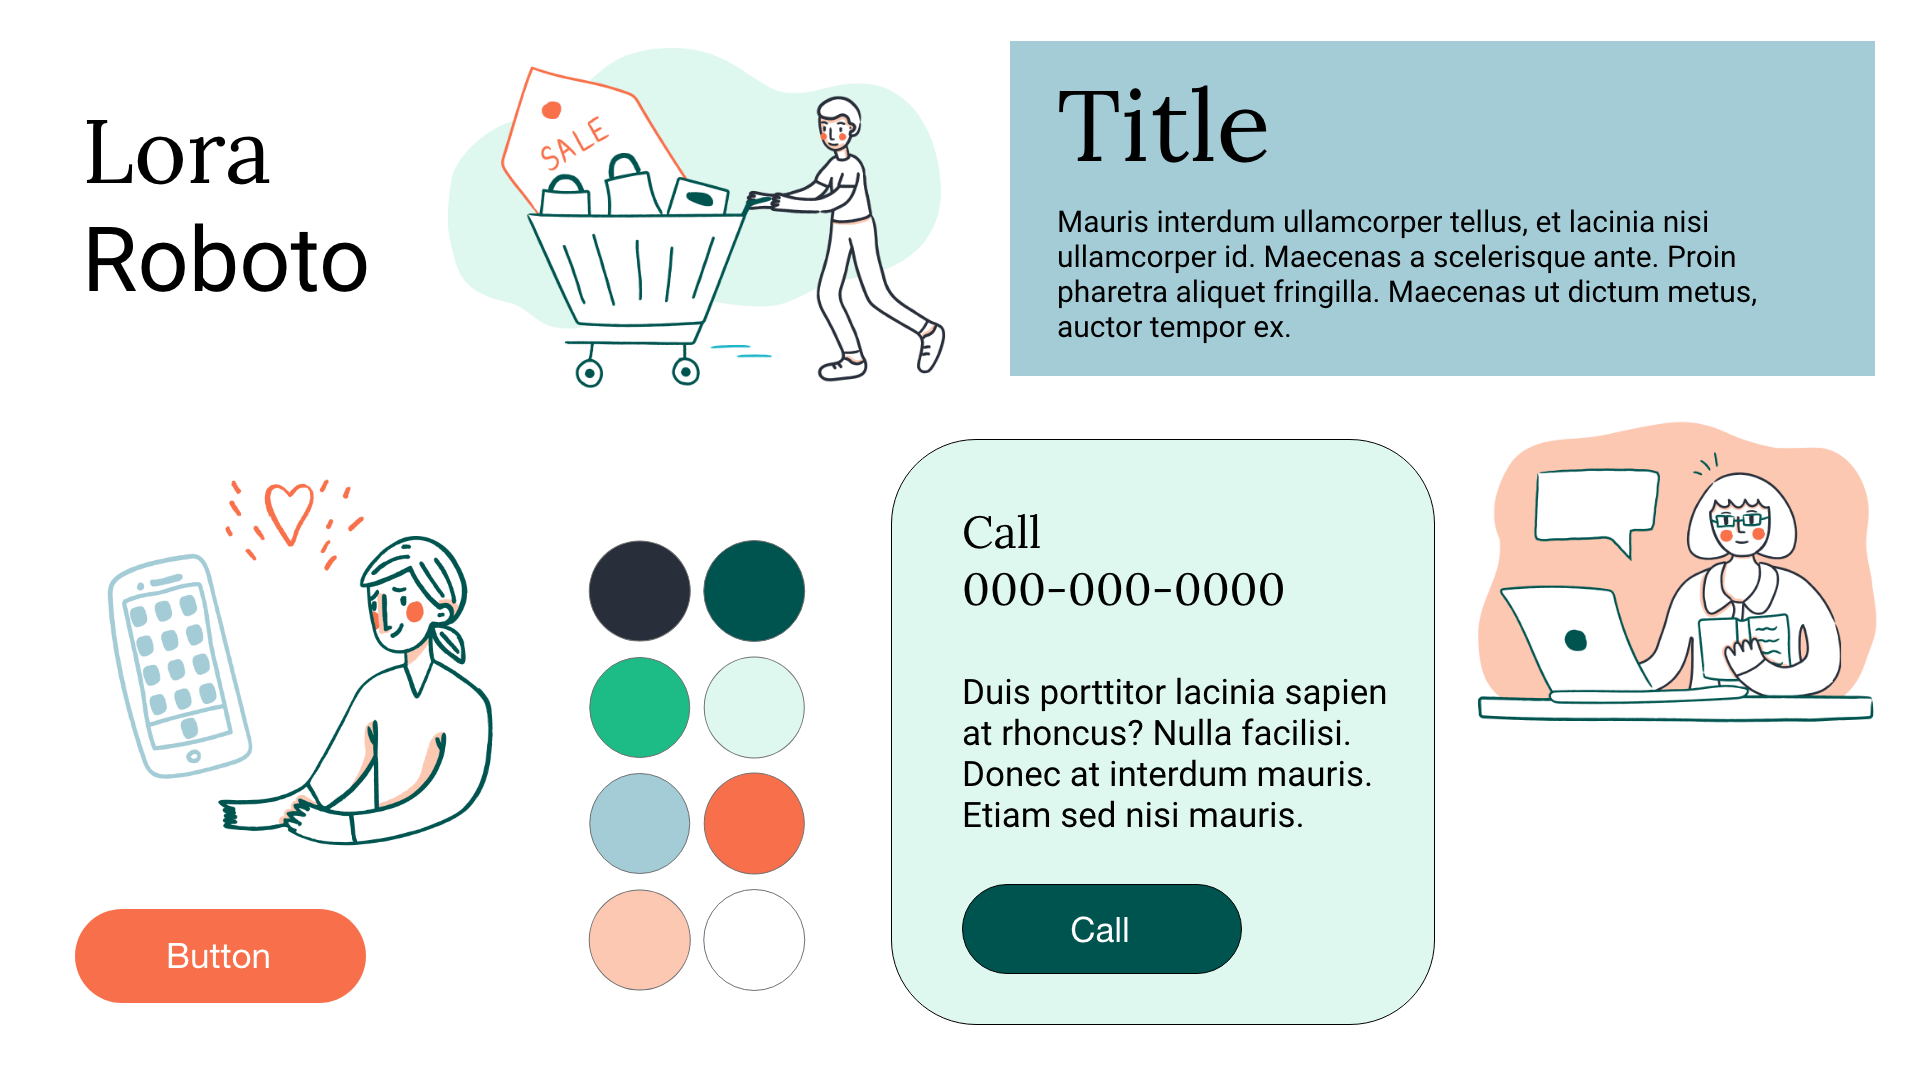 Lora
Roboto
SALE
Title
Mauris interdum ullamcorper tellus, et lacinia nisi
ullamcorper id. Maecenas a scelerisque ante. Proin
pharetra aliquet fringilla. Maecenas ut dictum metus,
auctor tempor ex.
Call
000-000-0000
Duis porttitor lacinia sapien
at rhoncus? Nulla facilisi.
Donec at interdum mauris.
Etiam sed nisi mauris.
Call
Button